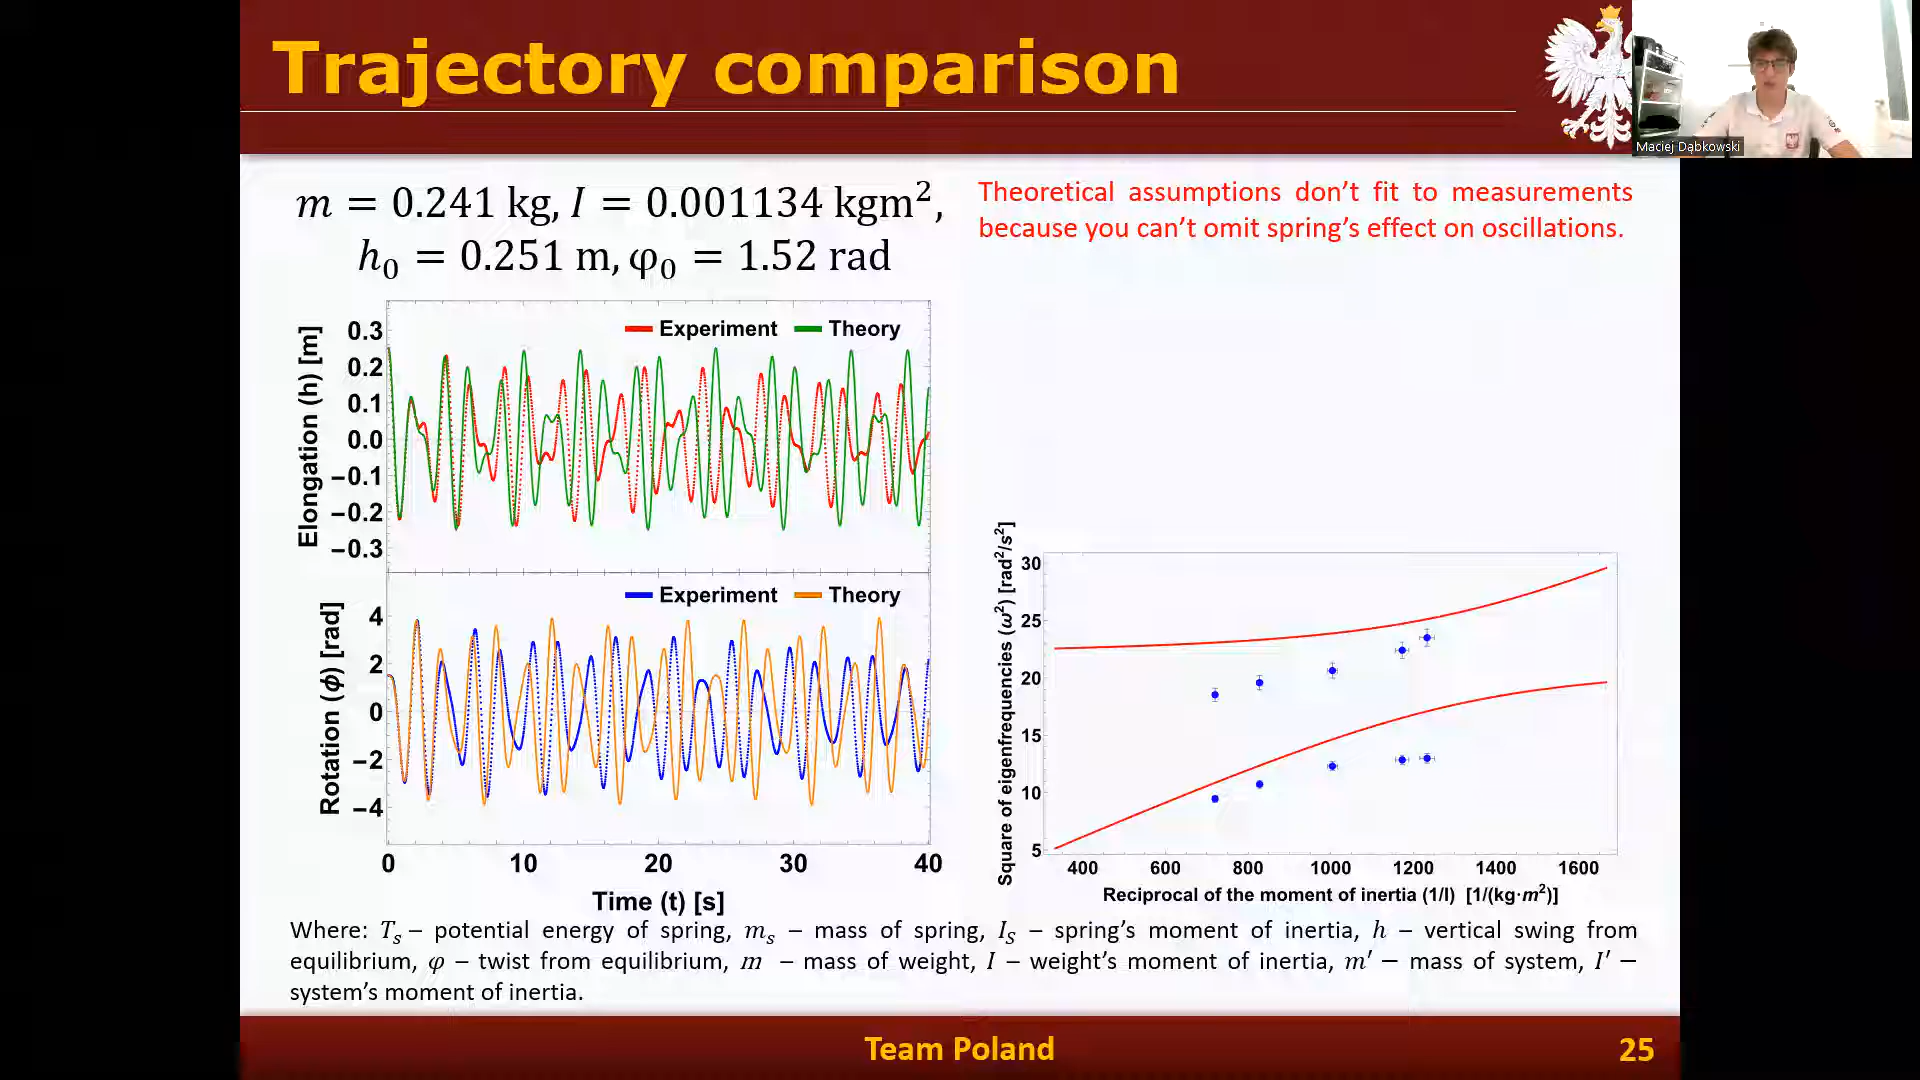 Trajectory comparison
Maciej Dąbkowski
m = 0.241 kg, I = 0.001134 kgm²,
h₀ = 0.251 m, φ₀ = 1.52 rad
Theoretical assumptions don't fit to measurements
because you can't omit spring's effect on oscillations.
Elongation (h) [m]
Experiment Theory
0.3
0.2
0.1
0.0
−0.1
−0.2
−0.3
Rotation (ϕ) [rad]
Experiment Theory
4
2
0
−2
−4
0 10 20 30 40
Time (t) [s]
Square of eigenfrequencies (ω²) [rad²/s²]
30
25
20
15
10
5
400 600 800 1000 1200 1400 1600
Reciprocal of the moment of inertia (1/I) [1/(kg·m²)]
Where: Tₛ – potential energy of spring, mₛ – mass of spring, I_S – spring's moment of inertia, h – vertical swing from
equilibrium, φ – twist from equilibrium, m – mass of weight, I – weight's moment of inertia, m′ – mass of system, I′ –
system's moment of inertia.
Team Poland
25